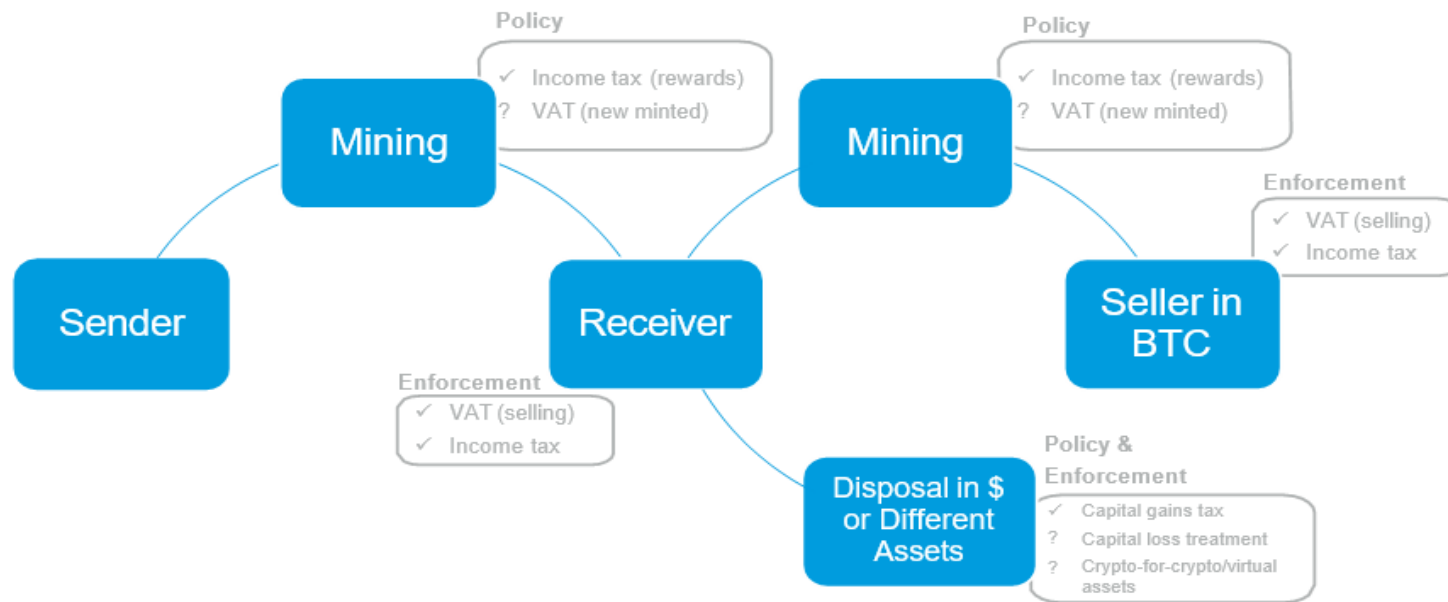 Policy
✓ Income tax (rewards)
? VAT (new minted)
Mining
Policy
✓ Income tax (rewards)
? VAT (new minted)
Mining
Enforcement
✓ VAT (selling)
✓ Income tax
Sender
Receiver
Seller in
BTC
Enforcement
✓ VAT (selling)
✓ Income tax
Disposal in $
or Different
Assets
Policy &
Enforcement
✓ Capital gains tax
? Capital loss treatment
? Crypto-for-crypto/virtual
assets